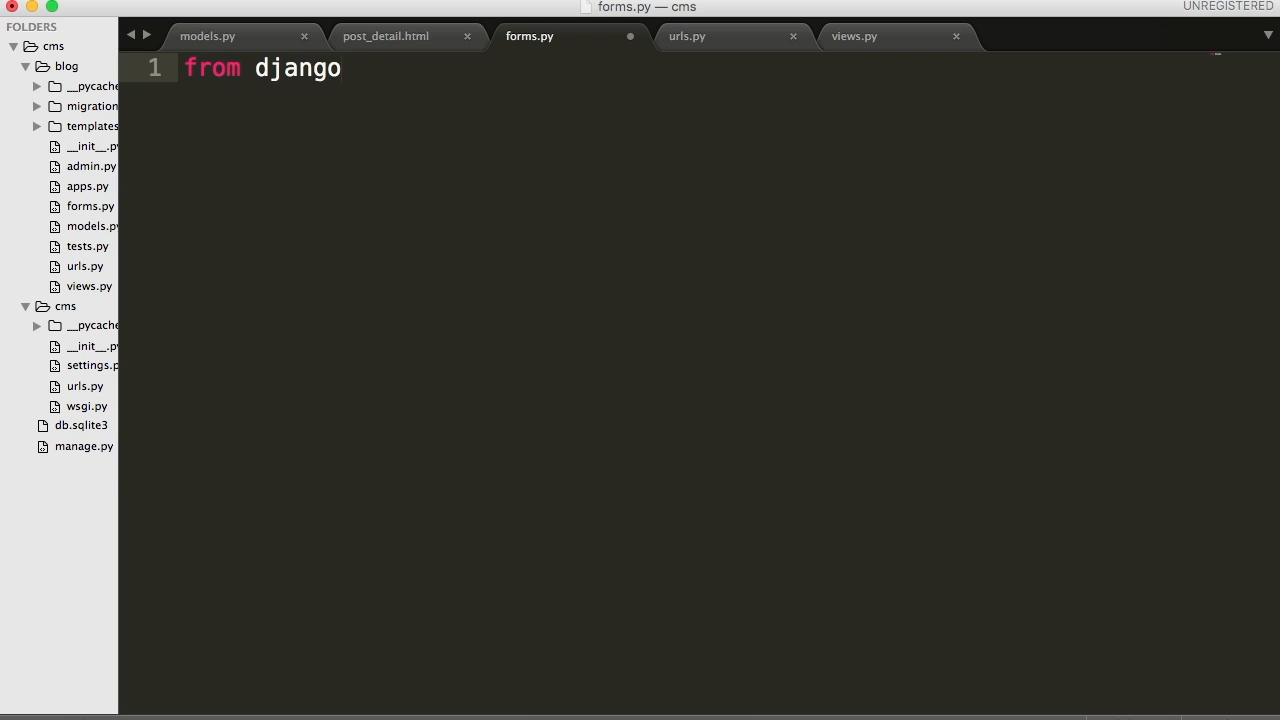 forms.py — cms
UNREGISTERED
FOLDERS
cms
blog
__pycache
migration
templates
__init__.py
admin.py
apps.py
forms.py
models.py
tests.py
urls.py
views.py
cms
__pycache
__init__.py
settings.p
urls.py
wsgi.py
db.sqlite3
manage.py
models.py
post_detail.html
forms.py
urls.py
views.py
1 from django